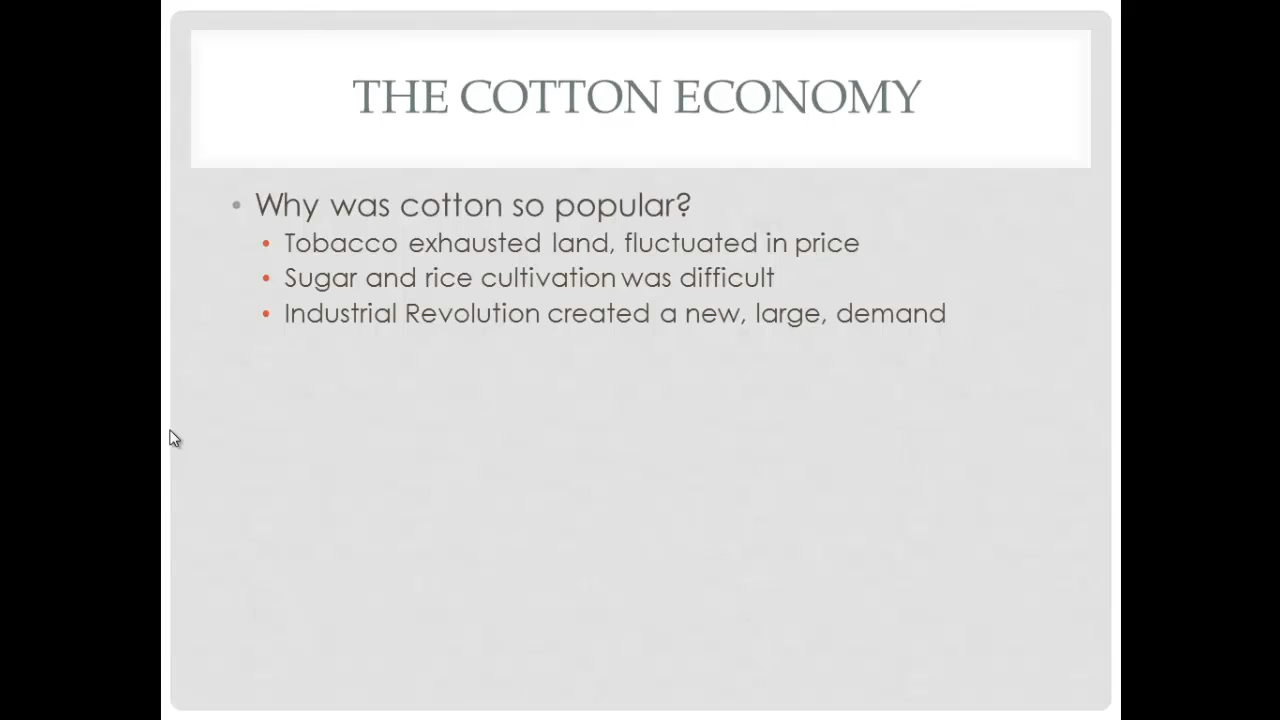 THE COTTON ECONOMY
• Why was cotton so popular?
• Tobacco exhausted land, fluctuated in price
• Sugar and rice cultivation was difficult
• Industrial Revolution created a new, large, demand